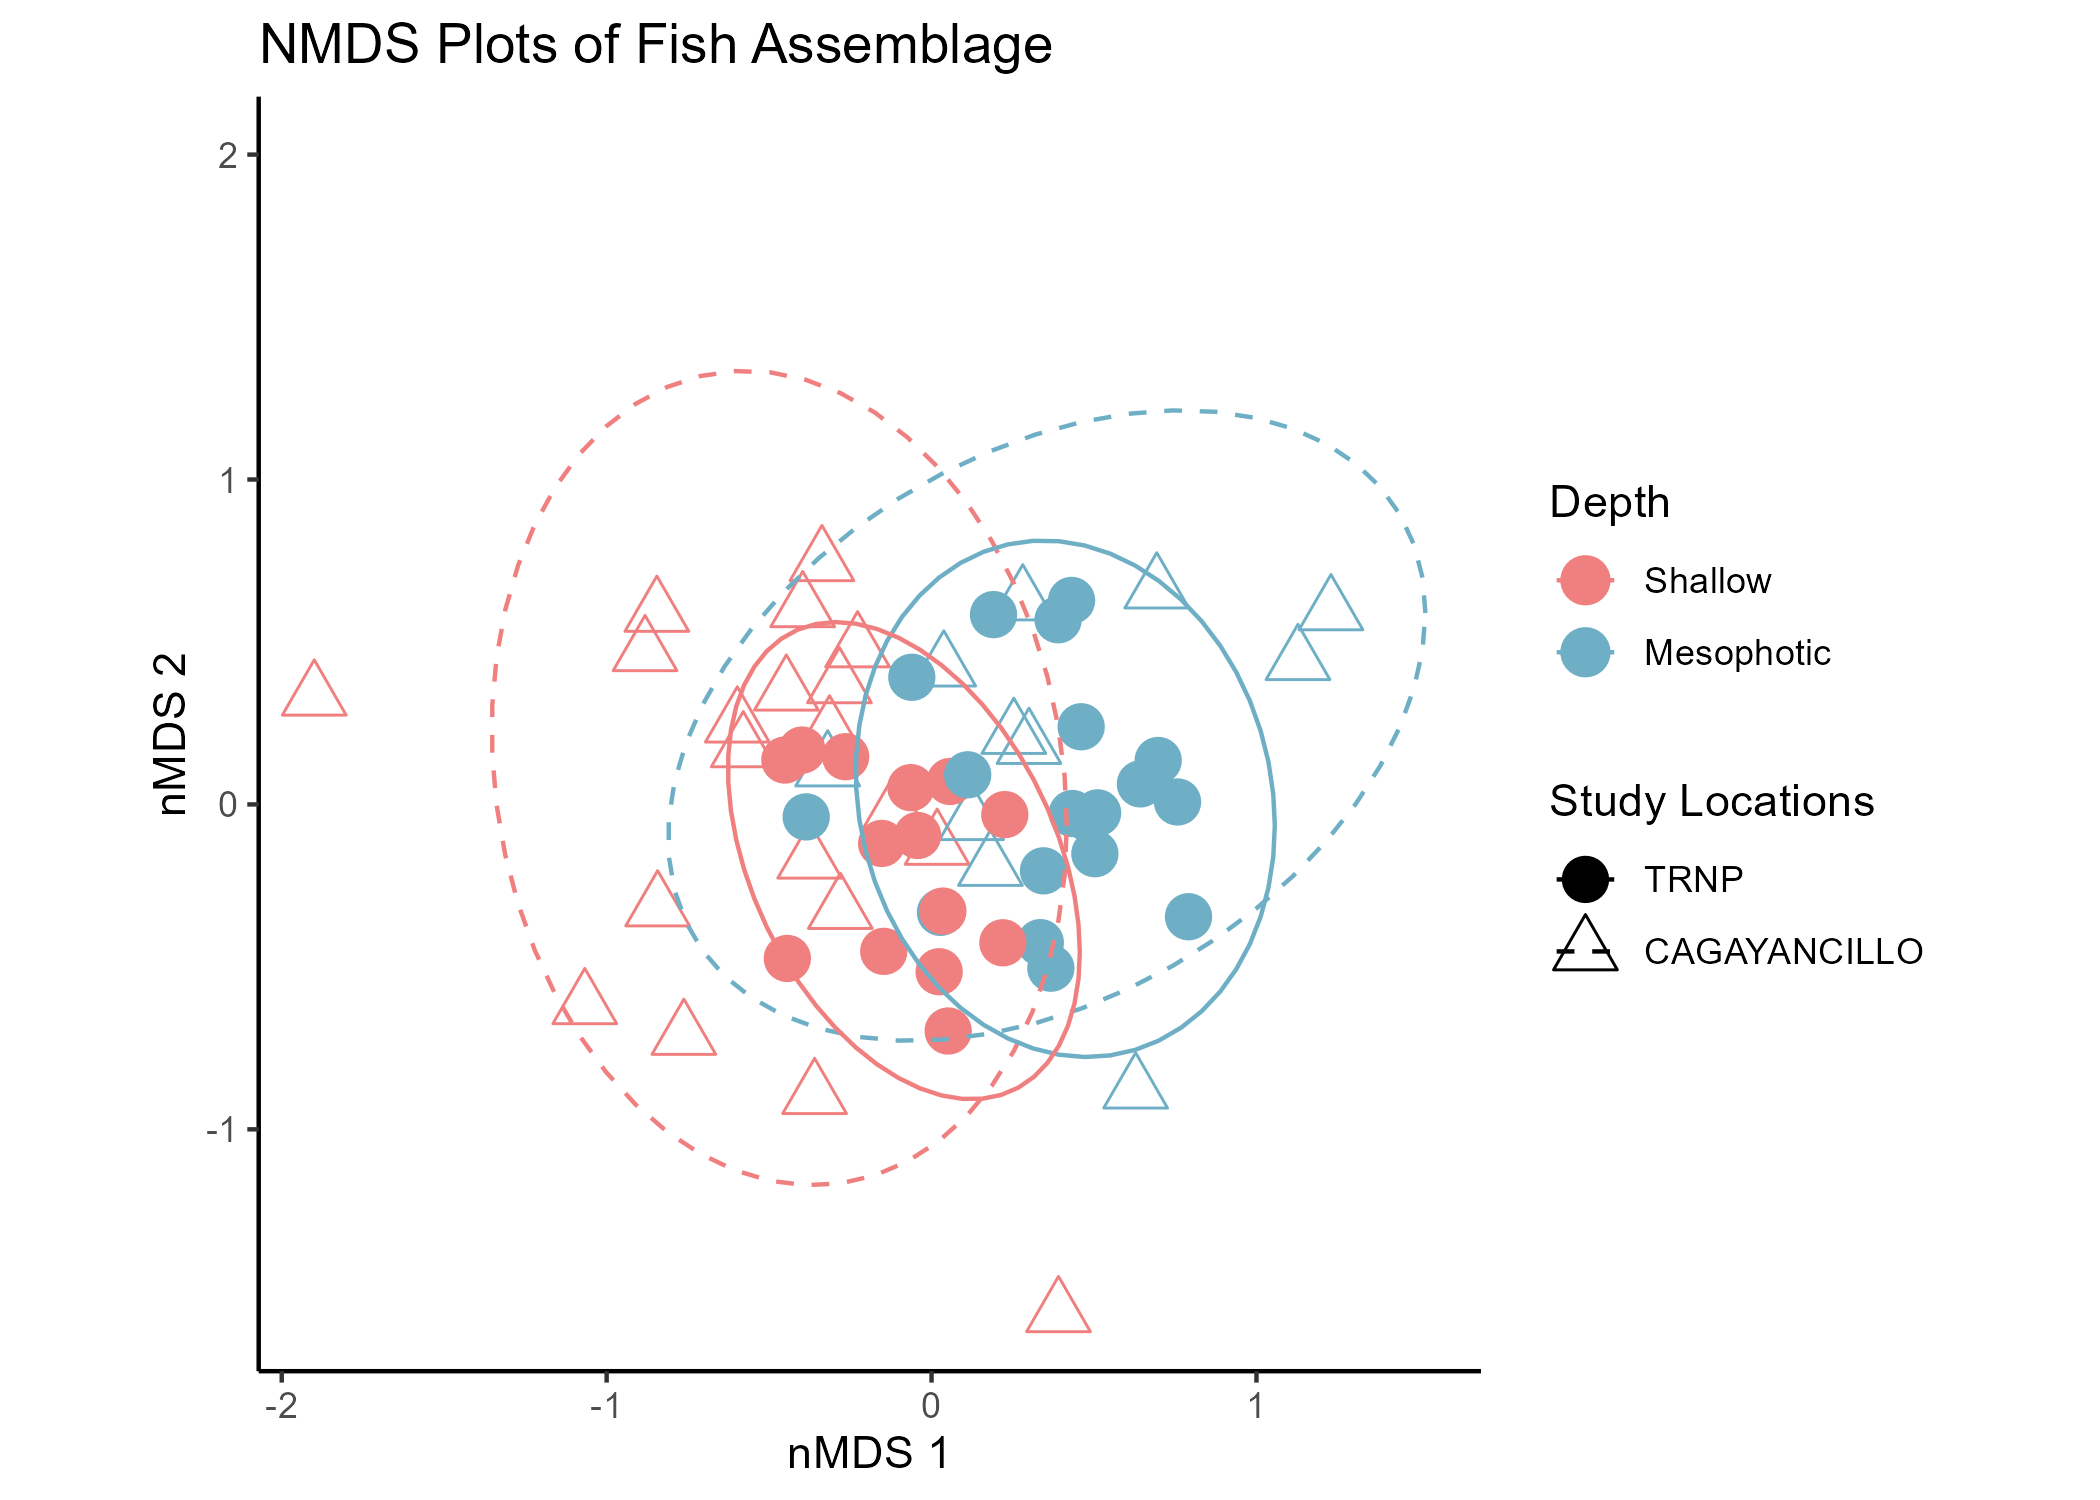 NMDS Plots of Fish Assemblage
2
1
0
-1
nMDS 2
-2
-1
0
1
nMDS 1
Depth
Shallow
Mesophotic
Study Locations
TRNP
CAGAYANCILLO